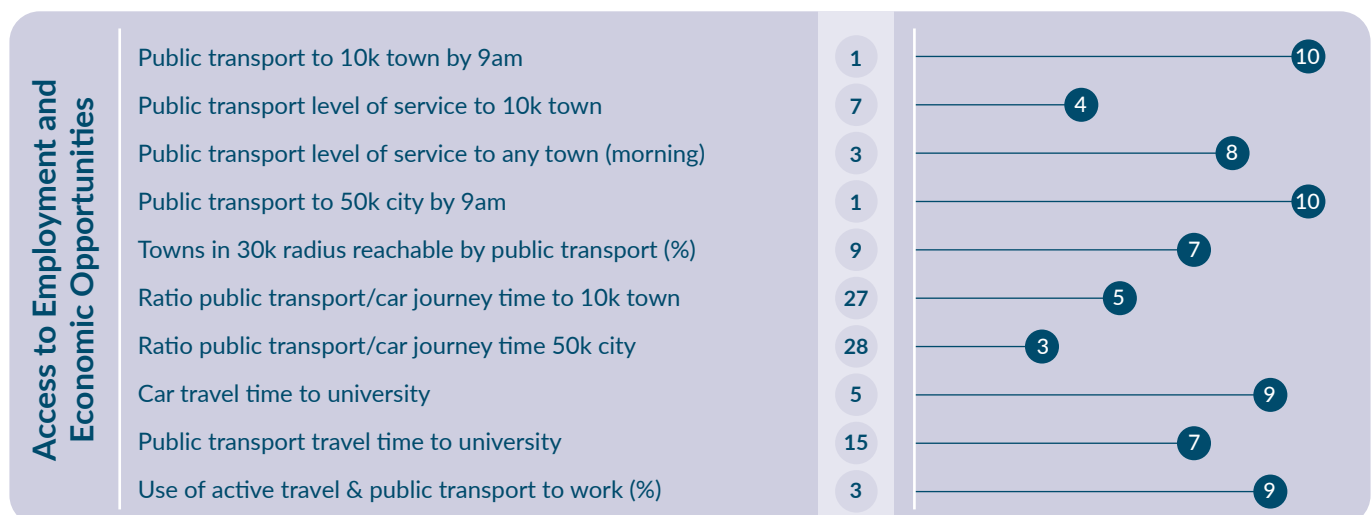 Access to Employment and
Economic Opportunities
Public transport to 10k town by 9am 1 10
Public transport level of service to 10k town 7 4
Public transport level of service to any town (morning) 3 8
Public transport to 50k city by 9am 1 10
Towns in 30k radius reachable by public transport (%) 9 7
Ratio public transport/car journey time to 10k town 27 5
Ratio public transport/car journey time 50k city 28 3
Car travel time to university 5 9
Public transport travel time to university 15 7
Use of active travel & public transport to work (%) 3 9